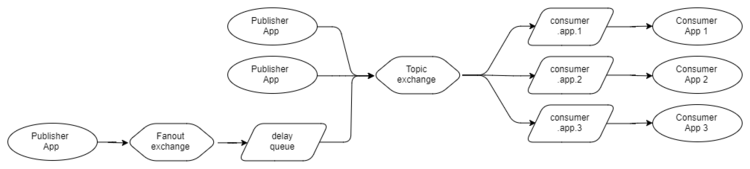 Publisher
App
Publisher
App
Publisher
App
Fanout
exchange
delay
queue
Topic
exchange
consumer
.app.1
Consumer
App 1
consumer
.app.2
Consumer
App 2
consumer
.app.3
Consumer
App 3